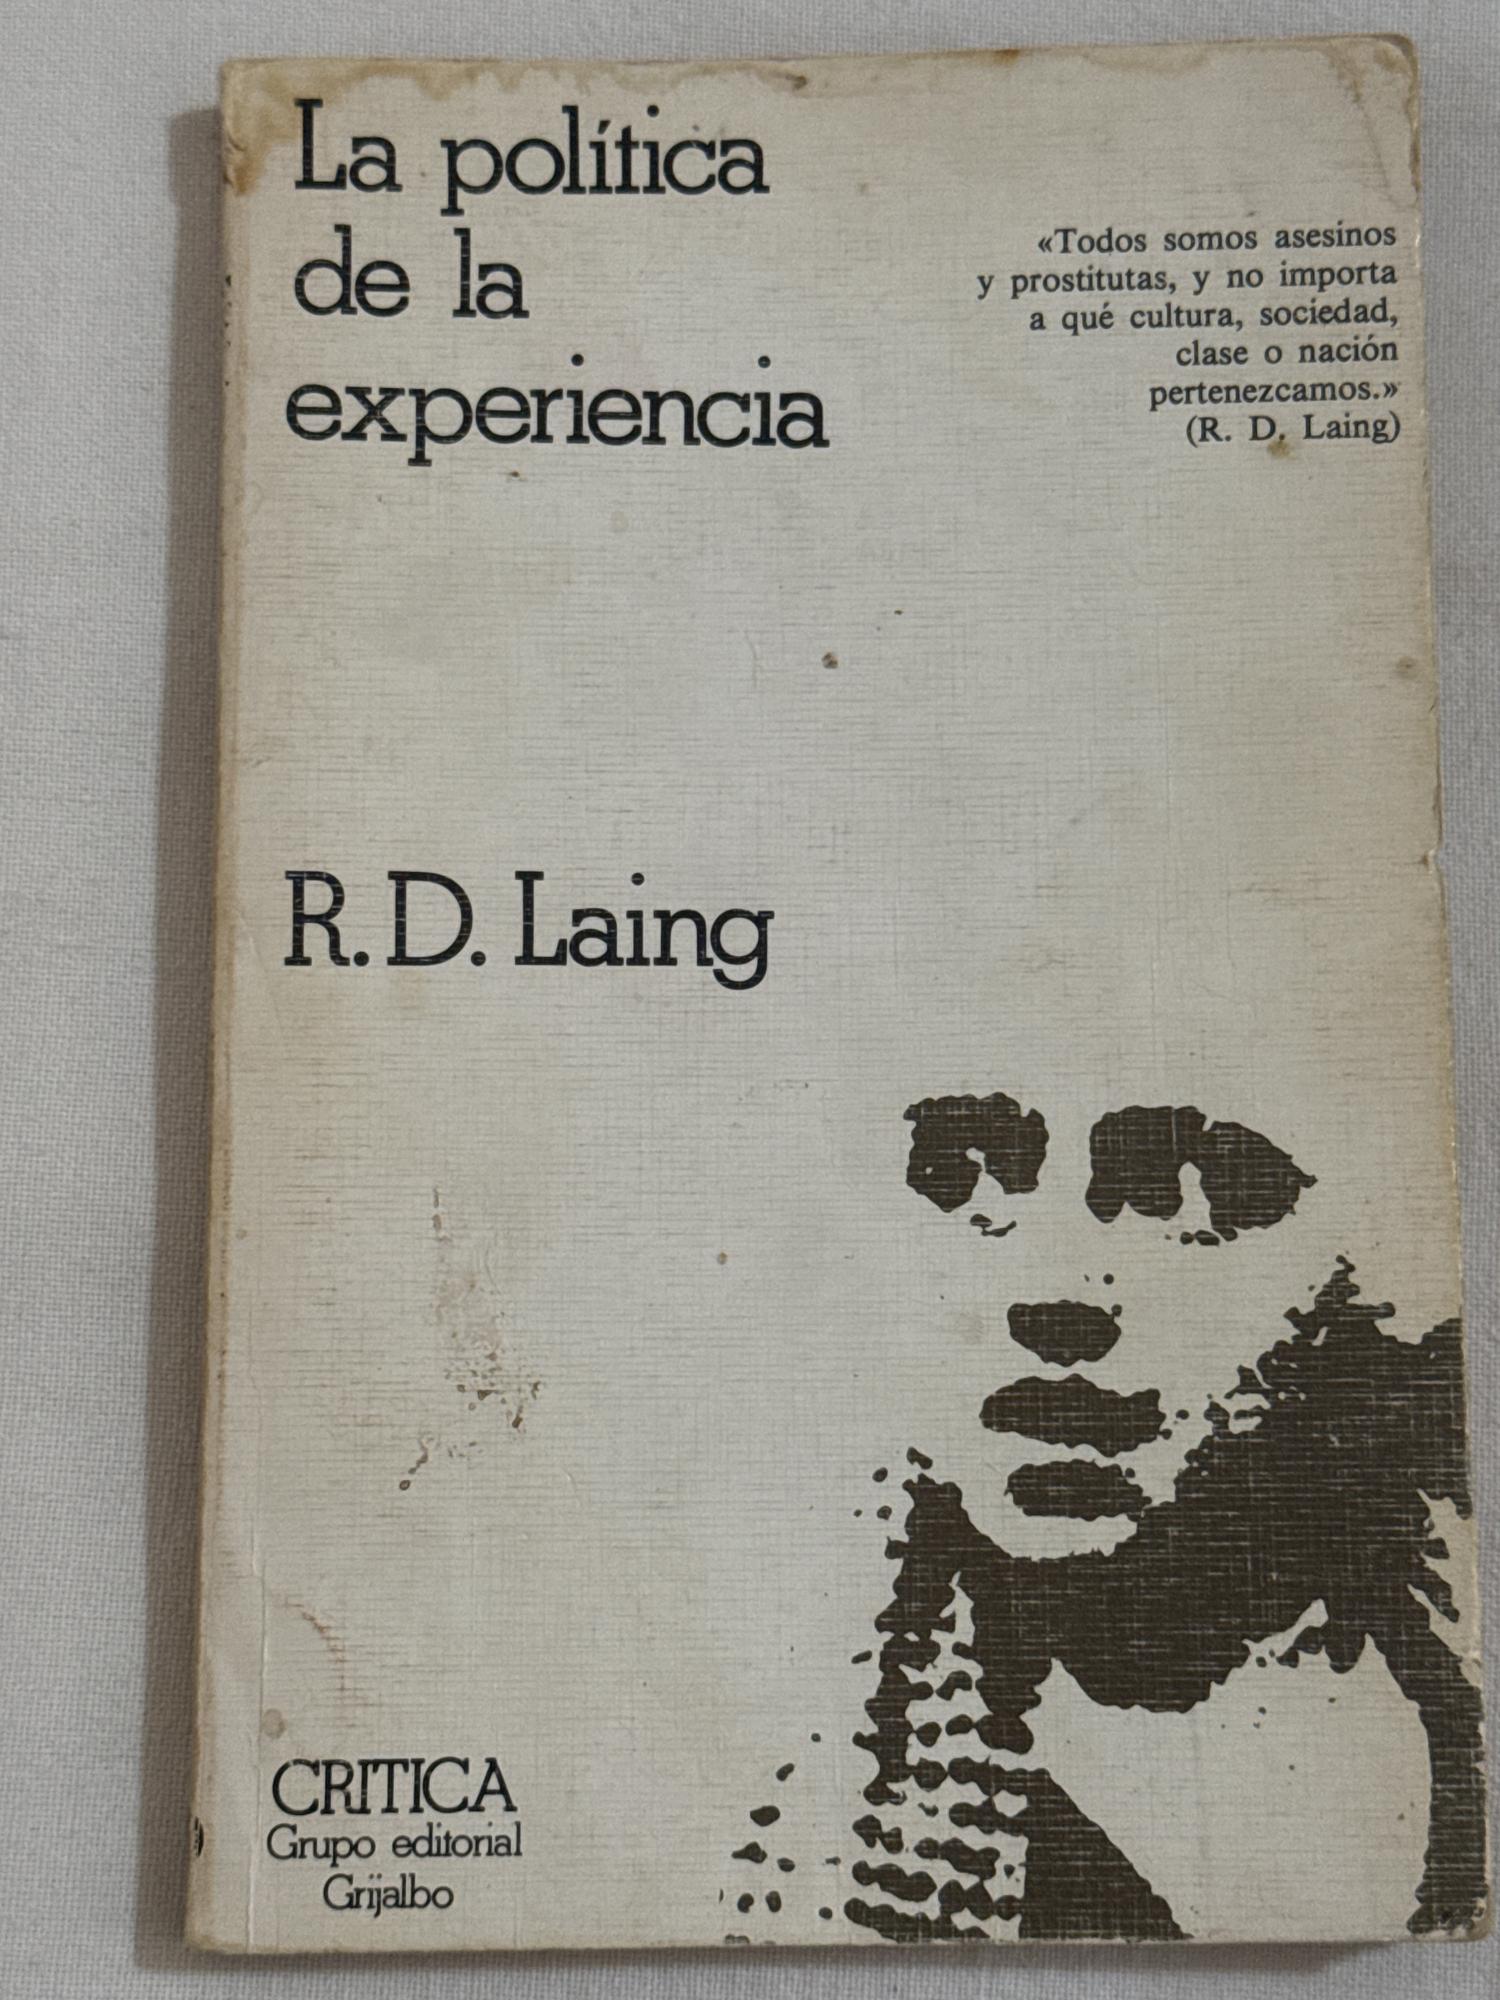 La política
de la
experiencia
«Todos somos asesinos
y prostitutas, y no importa
a qué cultura, sociedad,
clase o nación
pertenezcamos.»
(R. D. Laing)
R. D. Laing
CRITICA
Grupo editorial
Grijalbo